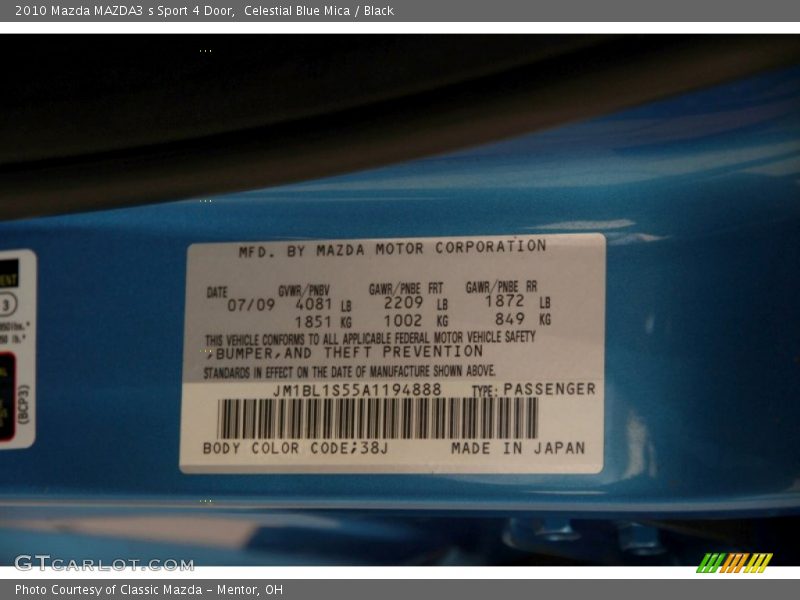 2010 Mazda MAZDA3 s Sport 4 Door, Celestial Blue Mica / Black
MFD. BY MAZDA MOTOR CORPORATION
DATE GVWR/PNBV GAWR/PNBE FRT GAWR/PNBE RR
07/09 4081 LB 2209 LB 1872 LB
1851 KG 1002 KG 849 KG
THIS VEHICLE CONFORMS TO ALL APPLICABLE FEDERAL MOTOR VEHICLE SAFETY
,BUMPER,AND THEFT PREVENTION
STANDARDS IN EFFECT ON THE DATE OF MANUFACTURE SHOWN ABOVE.
JM1BL1S55A1194888 TYPE: PASSENGER
BODY COLOR CODE;38J MADE IN JAPAN
3
(BCP3)
GTCARLOT.COM
Photo Courtesy of Classic Mazda - Mentor, OH